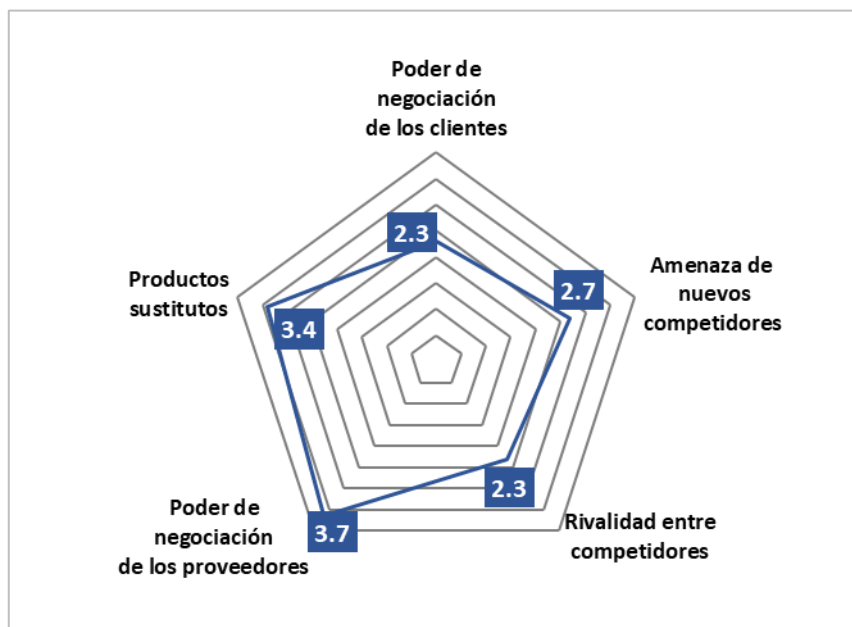 Poder de
negociación
de los clientes
2.3
Amenaza de
nuevos
competidores
2.7
Productos
sustitutos
3.4
Poder de
negociación
de los proveedores
3.7
Rivalidad entre
competidores
2.3